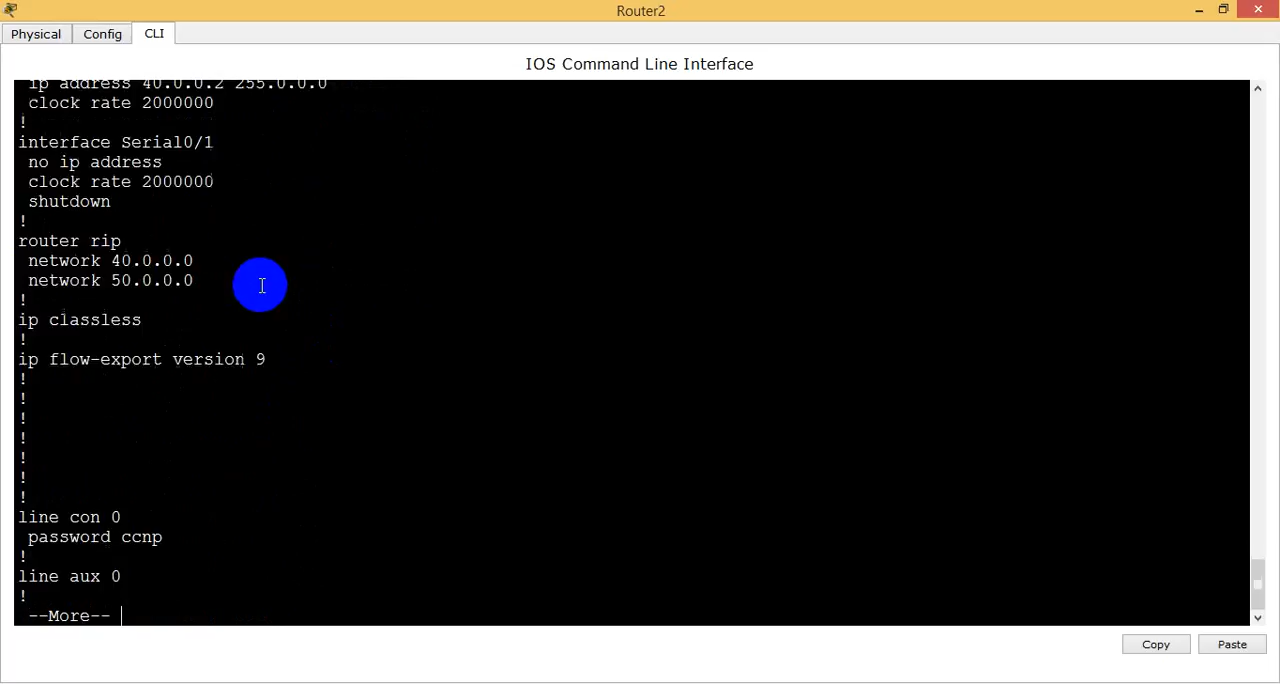 Router2
Physical
Config
CLI
IOS Command Line Interface
ip address 40.0.0.2 255.0.0.0
clock rate 2000000
!
interface Serial0/1
no ip address
clock rate 2000000
shutdown
!
router rip
network 40.0.0.0
network 50.0.0.0
!
ip classless
!
ip flow-export version 9
!
!
!
!
!
!
!
line con 0
password ccnp
!
line aux 0
!
--More--
Copy
Paste